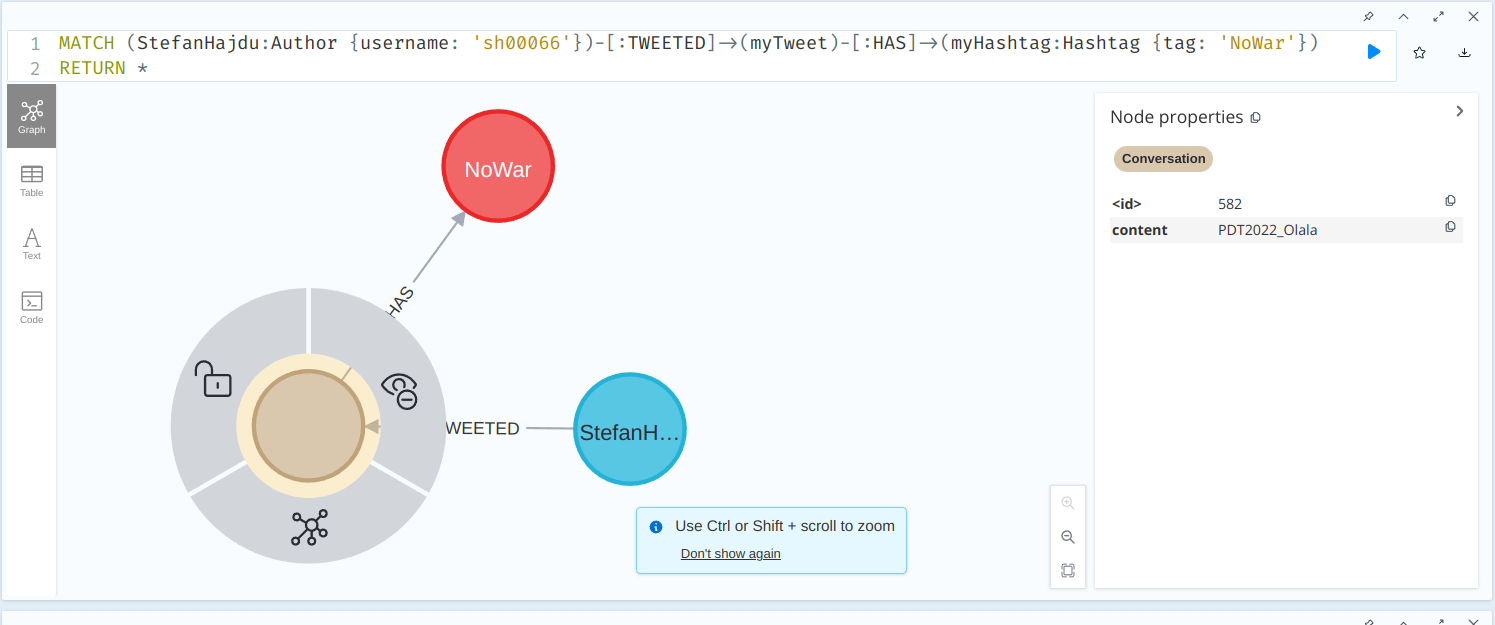 1 MATCH (StefanHajdu:Author {username: 'sh00066'})-[:TWEETED]→(myTweet)-[:HAS]→(myHashtag:Hashtag {tag: 'NoWar'})
2 RETURN *
Graph
Table
Text
Code
NoWar
HAS
WEETED
StefanH...
Use Ctrl or Shift + scroll to zoom
Don't show again
Node properties
Conversation
<id> 582
content PDT2022_Olala